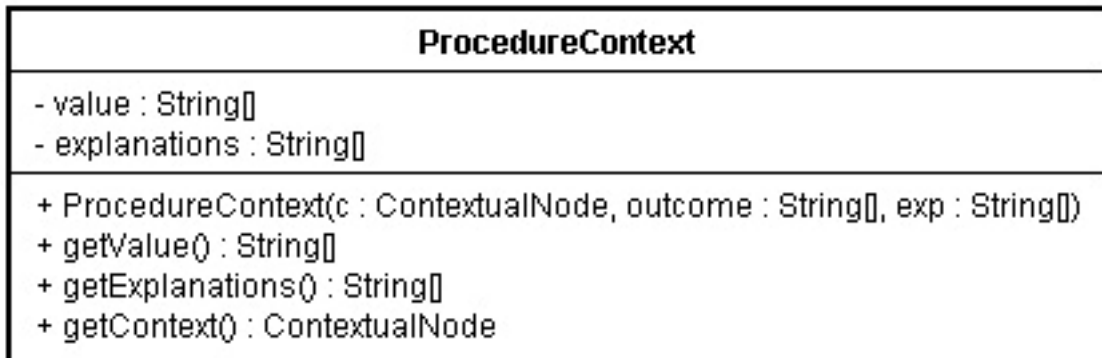 ProcedureContext
- value : String[]
- explanations : String[]
+ ProcedureContext(c : ContextualNode, outcome : String[], exp : String[])
+ getValue() : String[]
+ getExplanations() : String[]
+ getContext() : ContextualNode